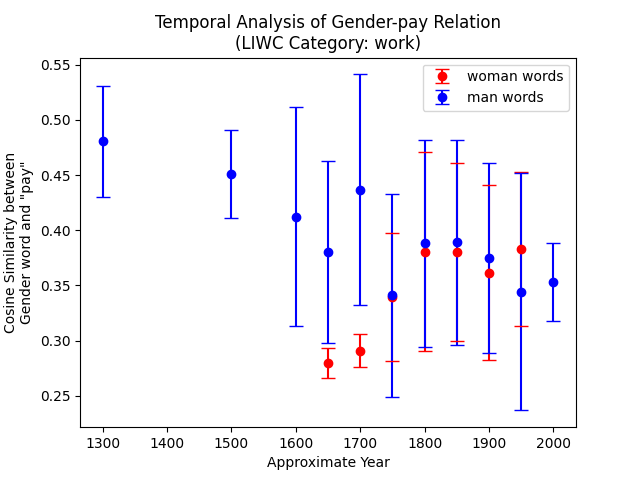 Temporal Analysis of Gender-pay Relation
(LIWC Category: work)
woman words
man words
Cosine Similarity between
Gender word and "pay"
0.55
0.50
0.45
0.40
0.35
0.30
0.25
1300 1400 1500 1600 1700 1800 1900 2000
Approximate Year